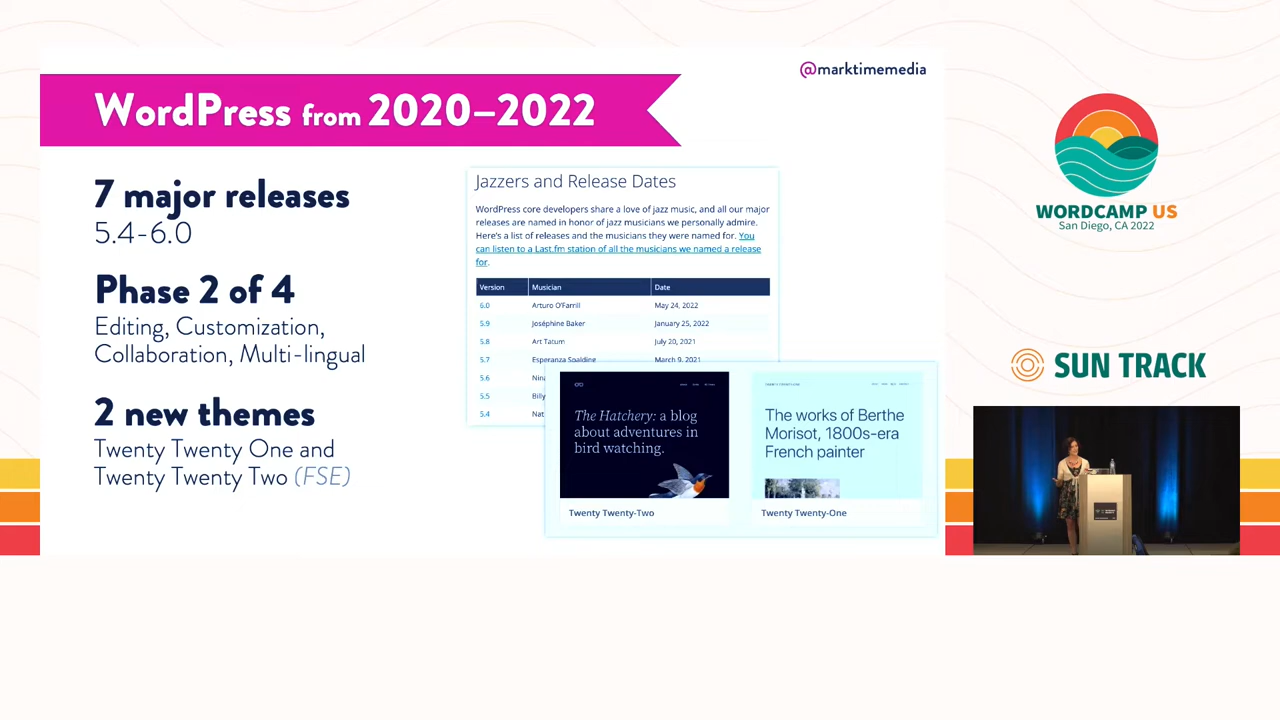 @marktimemedia
WordPress from 2020–2022
7 major releases
5.4-6.0
Phase 2 of 4
Editing, Customization,
Collaboration, Multi-lingual
2 new themes
Twenty Twenty One and
Twenty Twenty Two (FSE)
Jazzers and Release Dates
WordPress core developers share a love of jazz music, and all our major
releases are named in honor of jazz musicians we personally admire.
Here's a list of releases and the musicians they were named for. You
can listen to a Last.fm station of all the musicians we named a release
for.
Version Musician Date
6.0 Arturo O'Farrill May 24, 2022
5.9 Joséphine Baker January 25, 2022
5.8 Art Tatum July 20, 2021
5.7 Esperanza Spalding March 9, 2021
5.6 Nina
5.5 Billy
5.4 Nat
The Hatchery: a blog
about adventures in
bird watching.
Twenty Twenty-Two
TWENTY TWENTY-ONE
The works of Berthe
Morisot, 1800s-era
French painter
Twenty Twenty-One
WORDCAMP US
San Diego, CA 2022
SUN TRACK